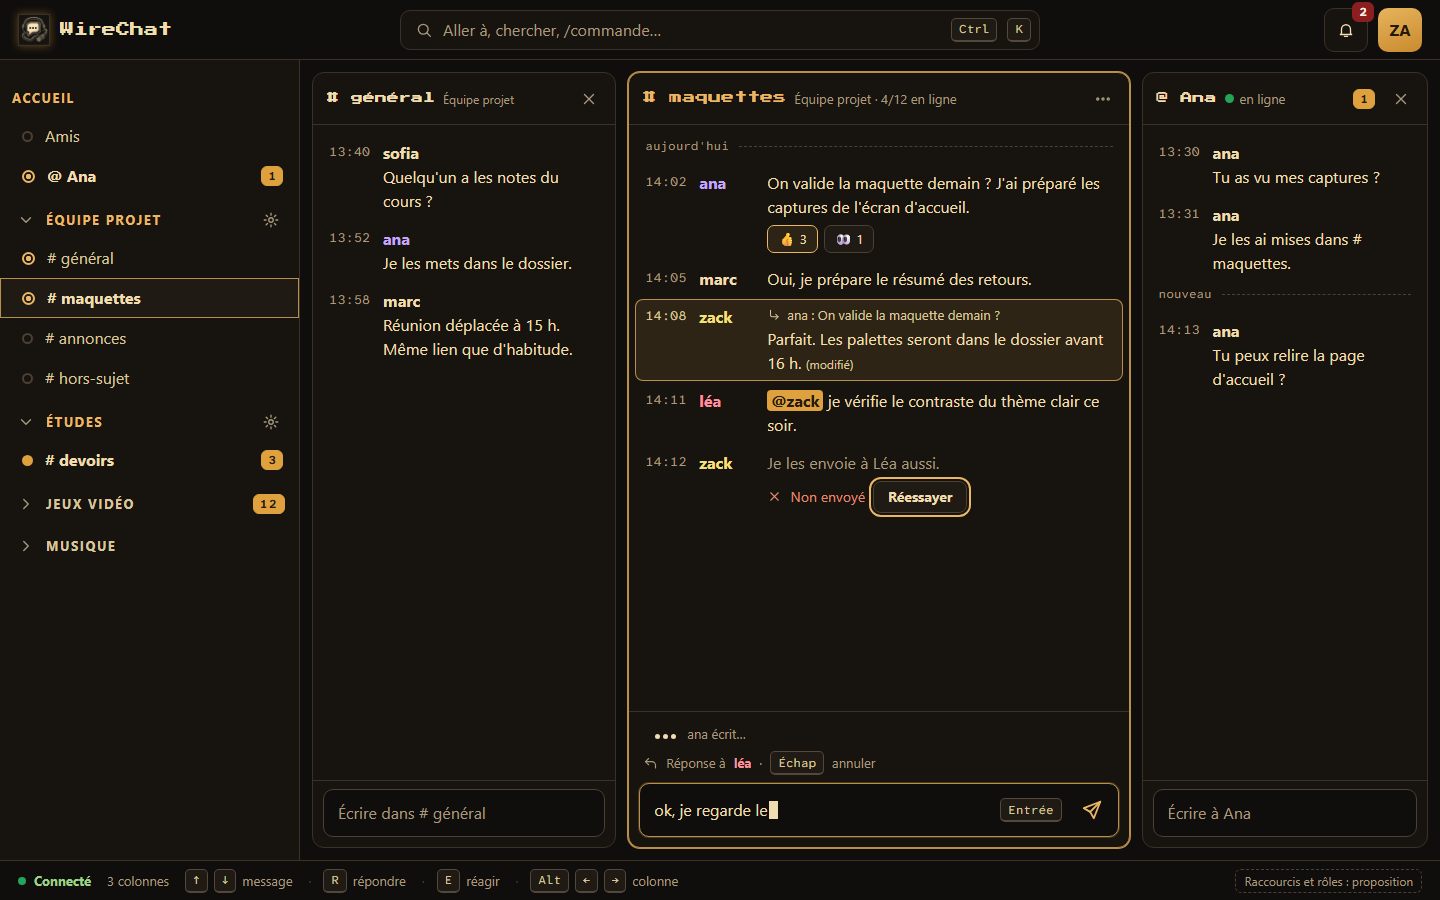 WireChat
Aller à, chercher, /commande...
Ctrl
K
2
ZA
ACCUEIL
Amis
@ Ana
1
ÉQUIPE PROJET
# général
# maquettes
# annonces
# hors-sujet
ÉTUDES
# devoirs
3
JEUX VIDÉO
12
MUSIQUE
# général Équipe projet
13:40 sofia
Quelqu'un a les notes du
cours ?
13:52 ana
Je les mets dans le dossier.
13:58 marc
Réunion déplacée à 15 h.
Même lien que d'habitude.
Écrire dans # général
# maquettes Équipe projet · 4/12 en ligne
aujourd'hui
14:02 ana On valide la maquette demain ? J'ai préparé les
captures de l'écran d'accueil.
👍 3 👀 1
14:05 marc Oui, je prépare le résumé des retours.
14:08 zack ana : On valide la maquette demain ?
Parfait. Les palettes seront dans le dossier avant
16 h. (modifié)
14:11 léa @zack je vérifie le contraste du thème clair ce
soir.
14:12 zack Je les envoie à Léa aussi.
Non envoyé Réessayer
ana écrit...
Réponse à léa · Échap annuler
ok, je regarde le
Entrée
@ Ana en ligne 1
13:30 ana
Tu as vu mes captures ?
13:31 ana
Je les ai mises dans #
maquettes.
nouveau
14:13 ana
Tu peux relire la page
d'accueil ?
Écrire à Ana
Connecté 3 colonnes ↑ ↓ message · R répondre · E réagir · Alt ← → colonne
Raccourcis et rôles : proposition